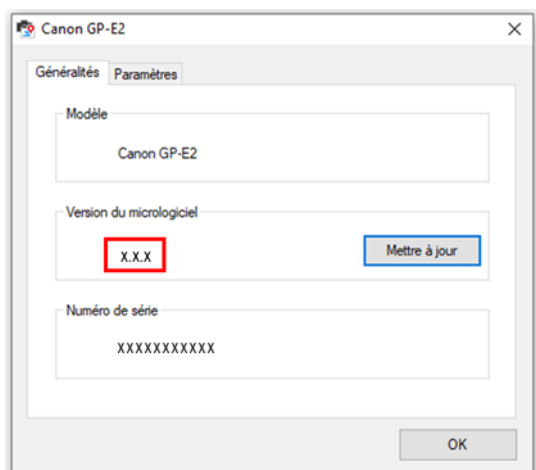 Canon GP-E2
Généralités Paramètres
Modèle
Canon GP-E2
Version du micrologiciel
X.X.X
Mettre à jour
Numéro de série
XXXXXXXXXXX
OK